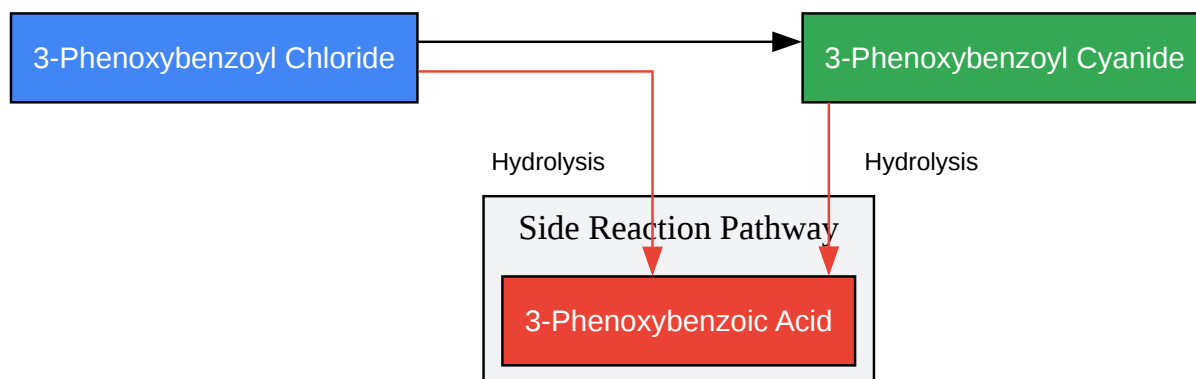 3-Phenoxybenzoyl Chloride
3-Phenoxybenzoyl Cyanide
Hydrolysis
Hydrolysis
Side Reaction Pathway
3-Phenoxybenzoic Acid